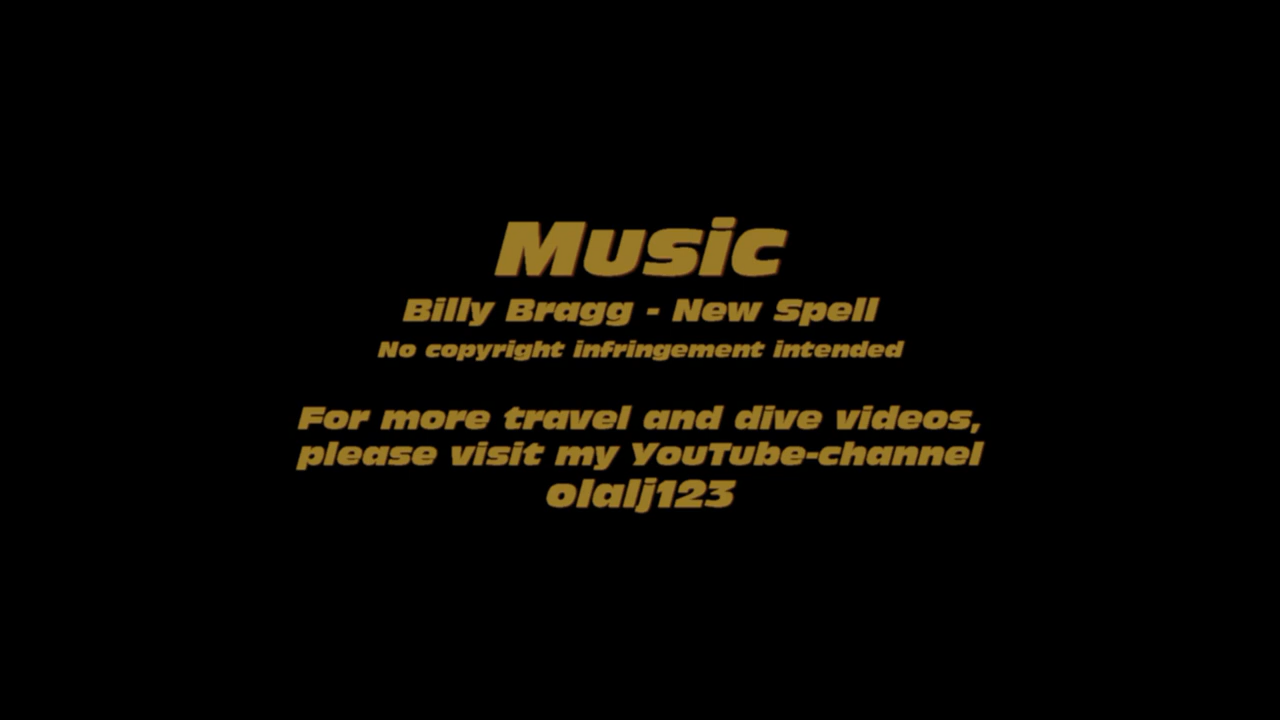 Music
Billy Bragg - New Spell
No copyright infringement intended
For more travel and dive videos,
please visit my YouTube-channel
olalj123